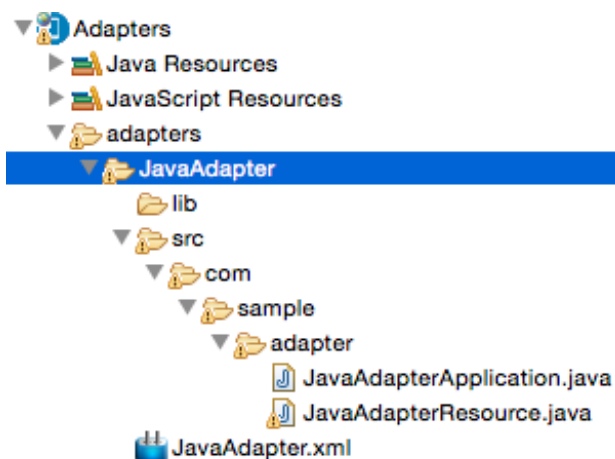 Adapters
Java Resources
JavaScript Resources
adapters
JavaAdapter
lib
src
com
sample
adapter
JavaAdapterApplication.java
JavaAdapterResource.java
JavaAdapter.xml